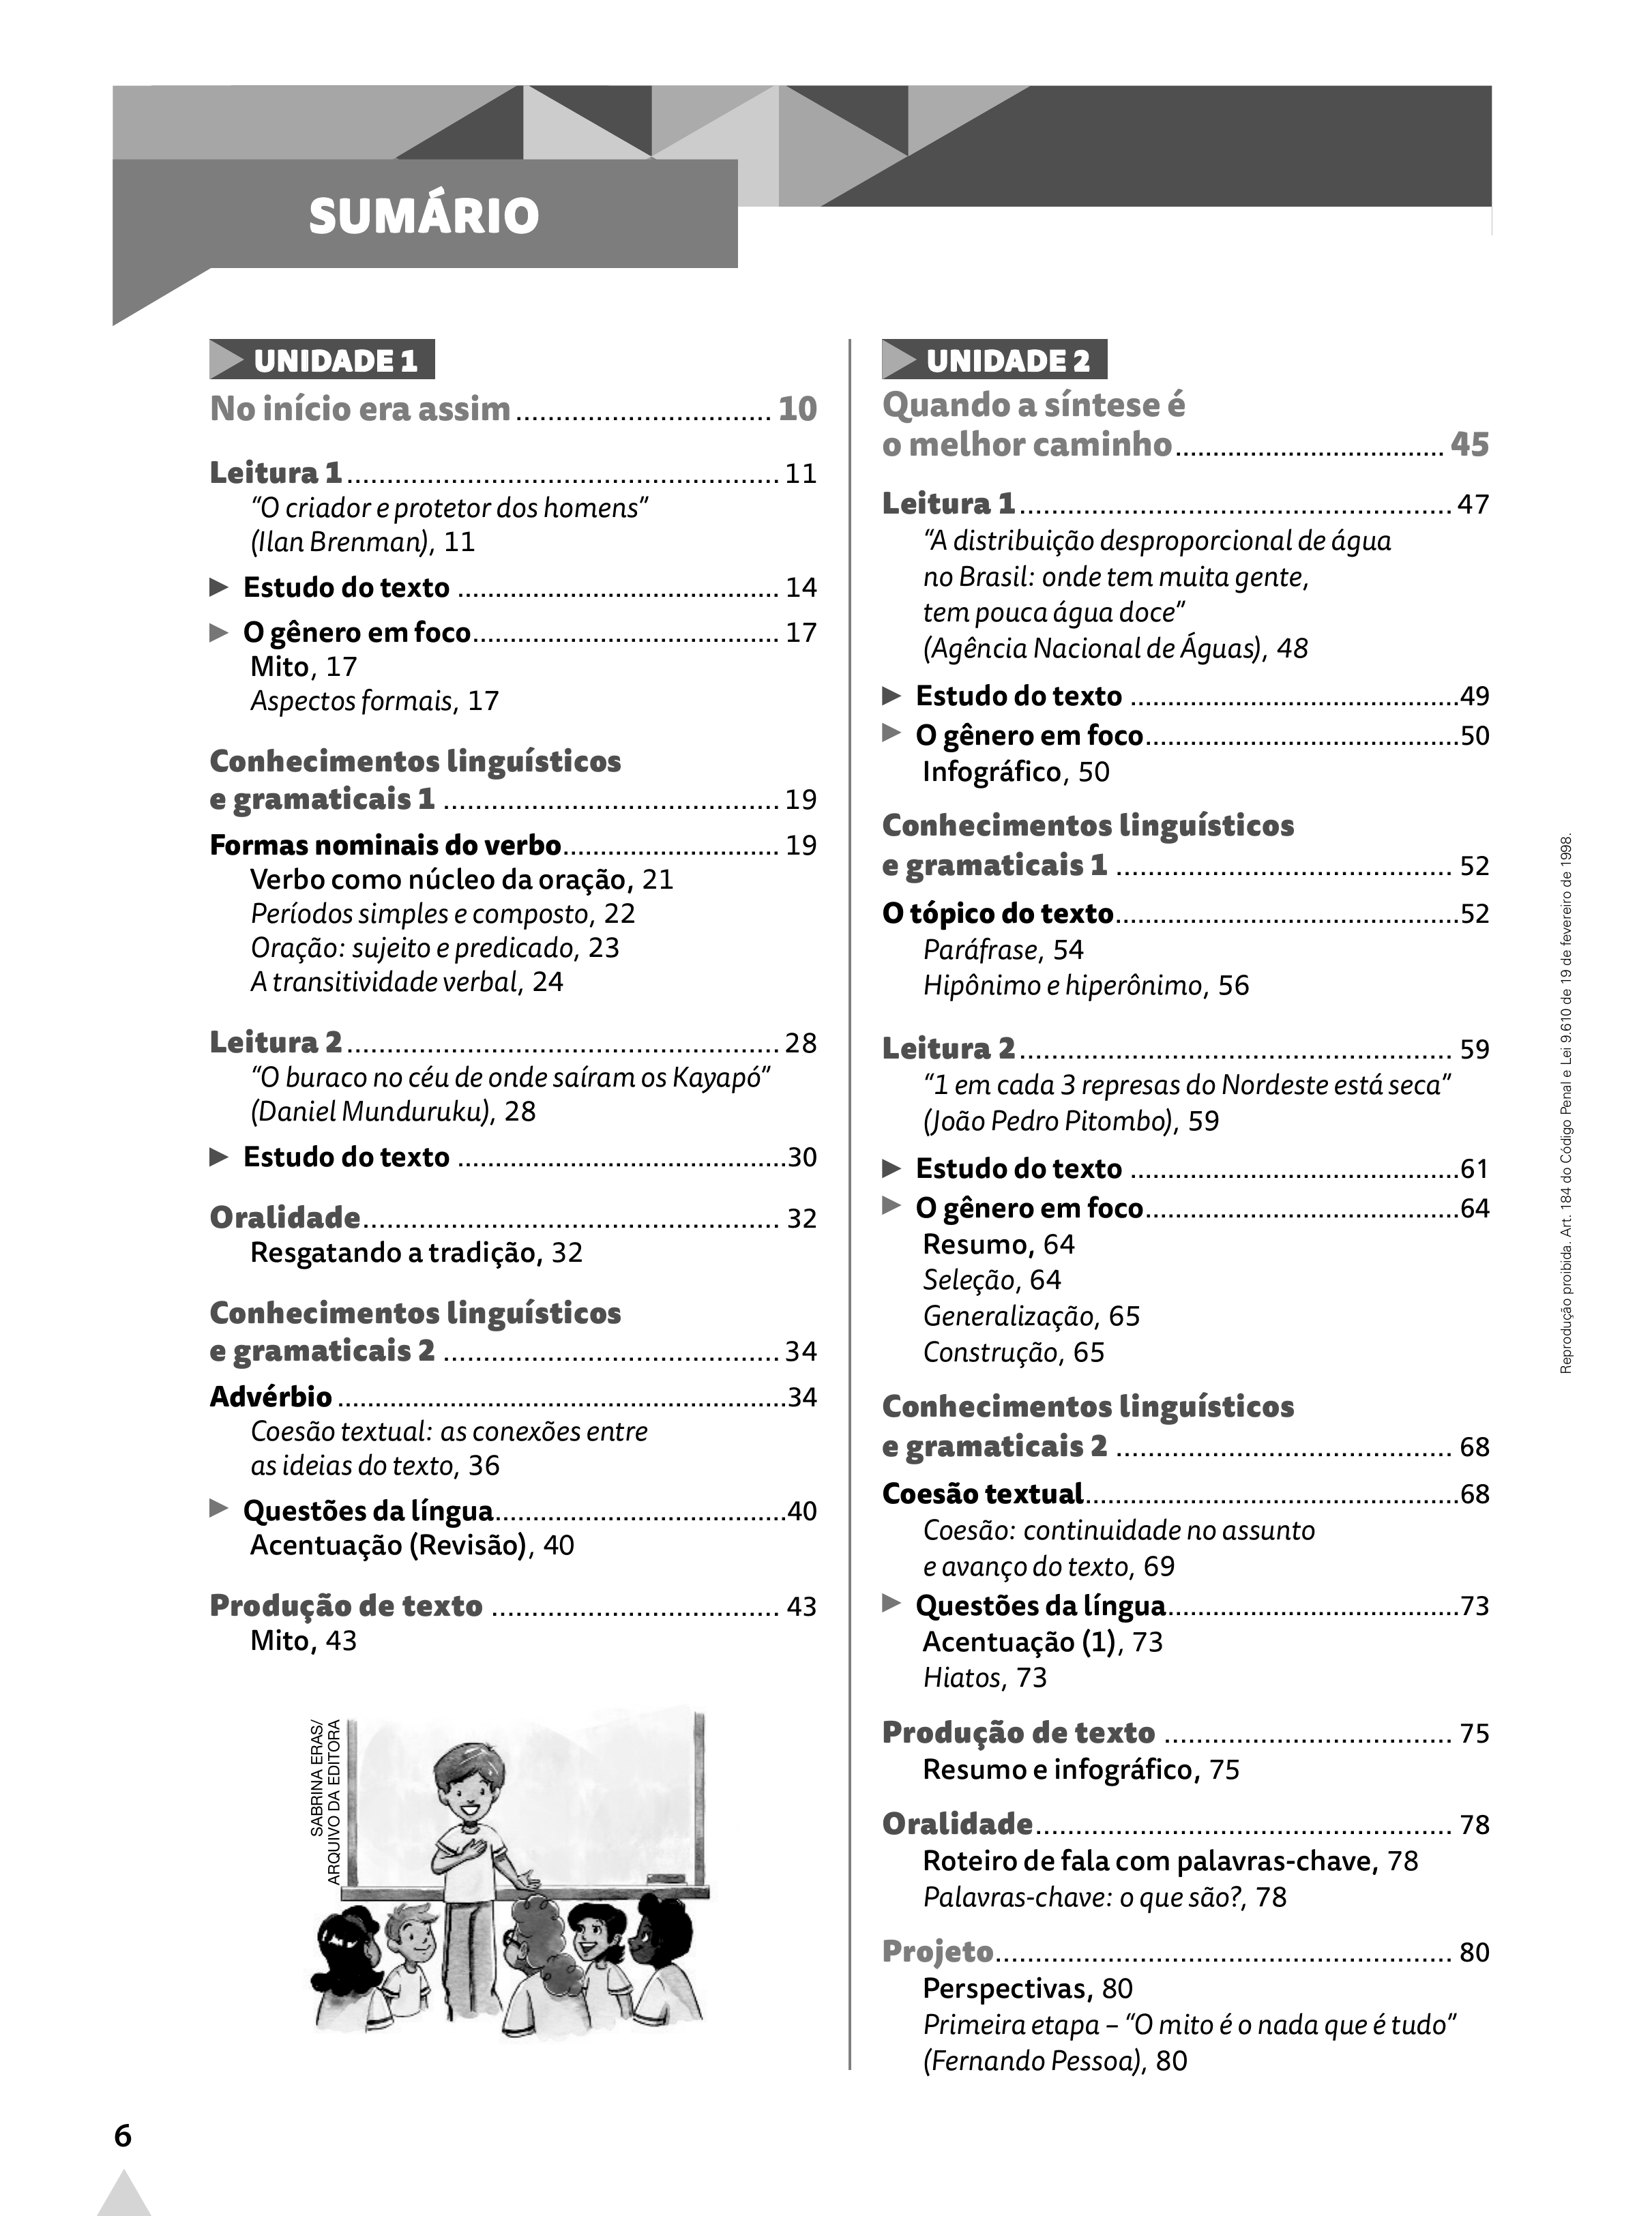 SUMÁRIO
UNIDADE 1
No início era assim ................................ 10
Leitura 1 ...................................................... 11
“O criador e protetor dos homens”
(Ilan Brenman), 11
Estudo do texto ........................................... 14
O gênero em foco ......................................... 17
Mito, 17
Aspectos formais, 17
Conhecimentos linguísticos
e gramaticais 1 .......................................... 19
Formas nominais do verbo ............................. 19
Verbo como núcleo da oração, 21
Períodos simples e composto, 22
Oração: sujeito e predicado, 23
A transitividade verbal, 24
Leitura 2 ...................................................... 28
“O buraco no céu de onde saíram os Kayapó”
(Daniel Munduruku), 28
Estudo do texto ............................................30
Oralidade .................................................... 32
Resgatando a tradição, 32
Conhecimentos linguísticos
e gramaticais 2 .......................................... 34
Advérbio ............................................................34
Coesão textual: as conexões entre
as ideias do texto, 36
Questões da língua .......................................40
Acentuação (Revisão), 40
Produção de texto .................................... 43
Mito, 43
SABRINA ERAS/
ARQUIVO DA EDITORA
UNIDADE 2
Quando a síntese é
o melhor caminho .................................. 45
Leitura 1 ...................................................... 47
“A distribuição desproporcional de água
no Brasil: onde tem muita gente,
tem pouca água doce”
(Agência Nacional de Águas), 48
Estudo do texto ............................................49
O gênero em foco ..........................................50
Infográfico, 50
Conhecimentos linguísticos
e gramaticais 1 .......................................... 52
O tópico do texto ..............................................52
Paráfrase, 54
Hipônimo e hiperônimo, 56
Leitura 2 ...................................................... 59
“1 em cada 3 represas do Nordeste está seca”
(João Pedro Pitombo), 59
Estudo do texto ............................................61
O gênero em foco ..........................................64
Resumo, 64
Seleção, 64
Generalização, 65
Construção, 65
Conhecimentos linguísticos
e gramaticais 2 .......................................... 68
Coesão textual ..................................................68
Coesão: continuidade no assunto
e avanço do texto, 69
Questões da língua .......................................73
Acentuação (1), 73
Hiatos, 73
Produção de texto .................................... 75
Resumo e infográfico, 75
Oralidade .................................................... 78
Roteiro de fala com palavras-chave, 78
Palavras-chave: o que são?, 78
Projeto ......................................................... 80
Perspectivas, 80
Primeira etapa – “O mito é o nada que é tudo”
(Fernando Pessoa), 80
Reprodução proibida. Art. 184 do Código Penal e Lei 9.610 de 19 de fevereiro de 1998.
6